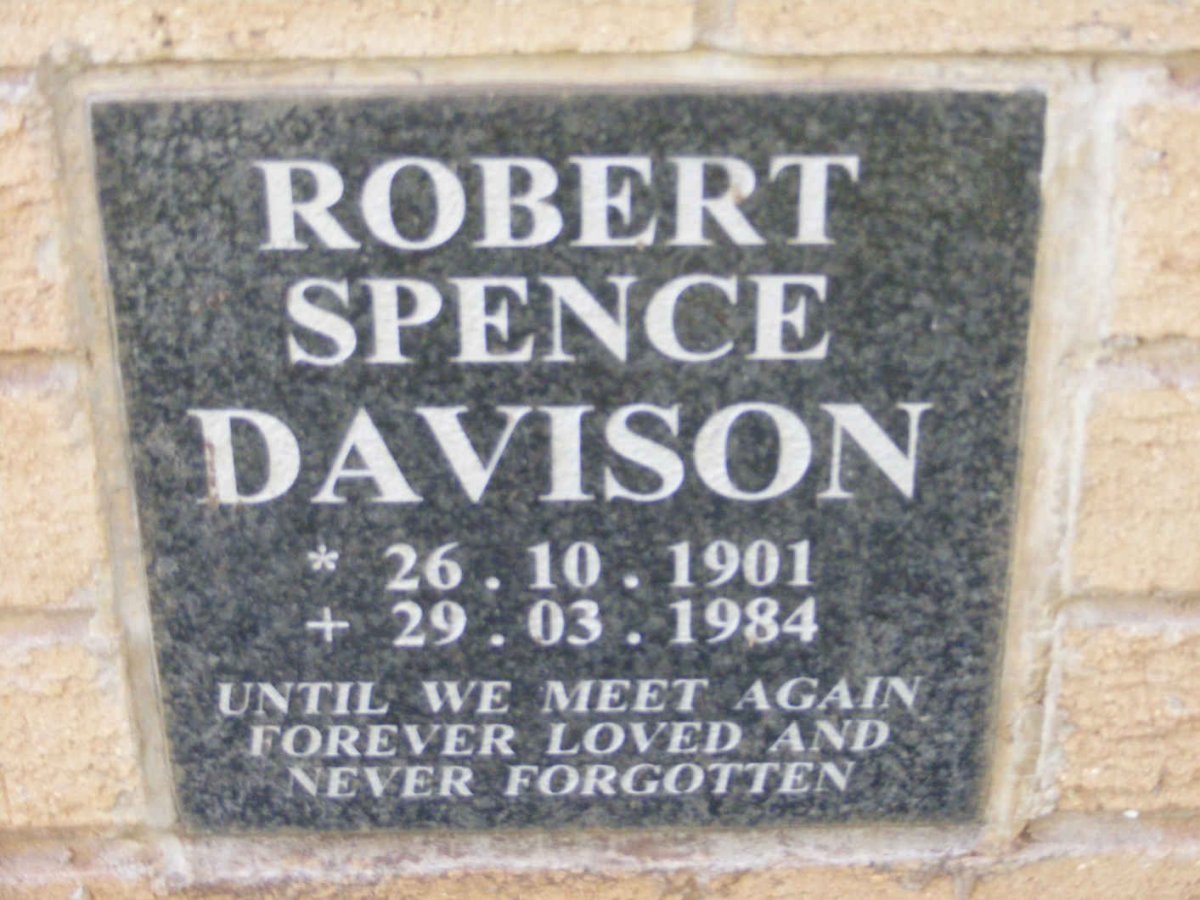 ROBERT
SPENCE
DAVISON
* 26 . 10 . 1901
+ 29 . 03 . 1984
UNTIL WE MEET AGAIN
FOREVER LOVED AND
NEVER FORGOTTEN